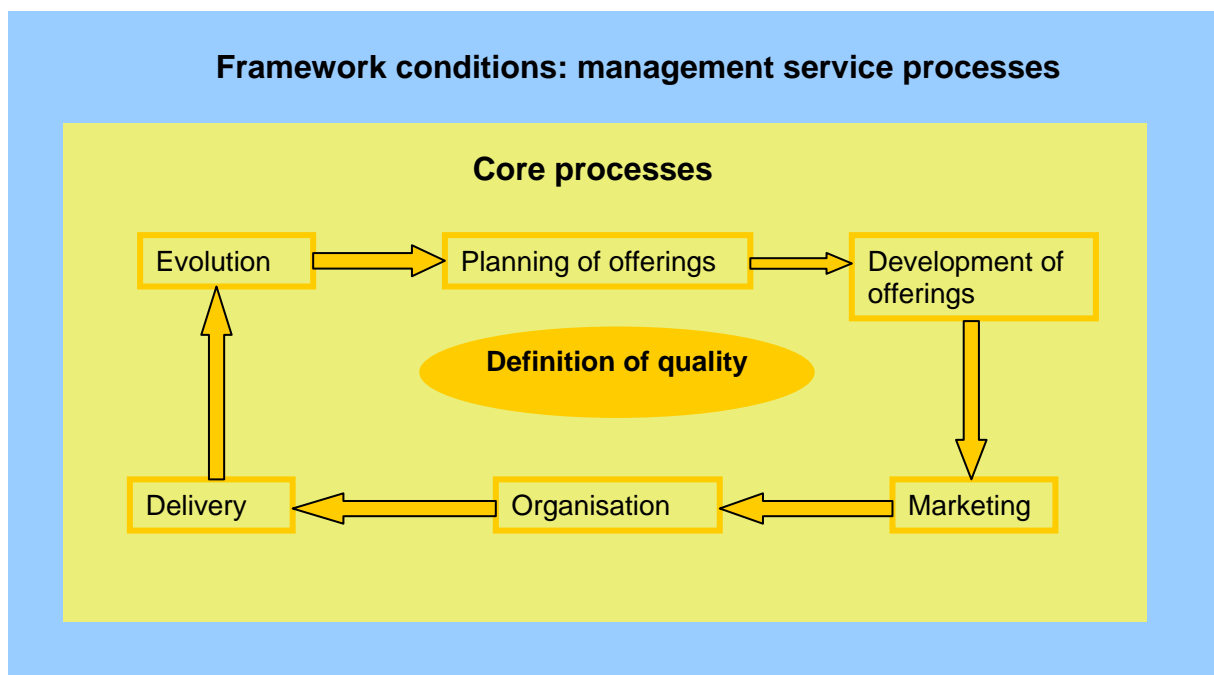 Framework conditions: management service processes
Core processes
Evolution
Planning of offerings
Development of
offerings
Definition of quality
Delivery
Organisation
Marketing